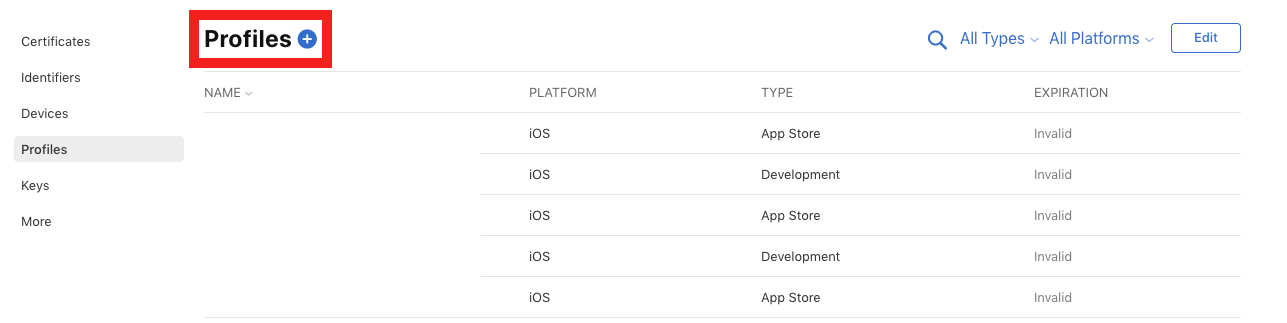 Certificates
Identifiers
Devices
Profiles
Keys
More
Profiles
All Types
All Platforms
Edit
NAME PLATFORM TYPE EXPIRATION
iOS App Store Invalid
iOS Development Invalid
iOS App Store Invalid
iOS Development Invalid
iOS App Store Invalid